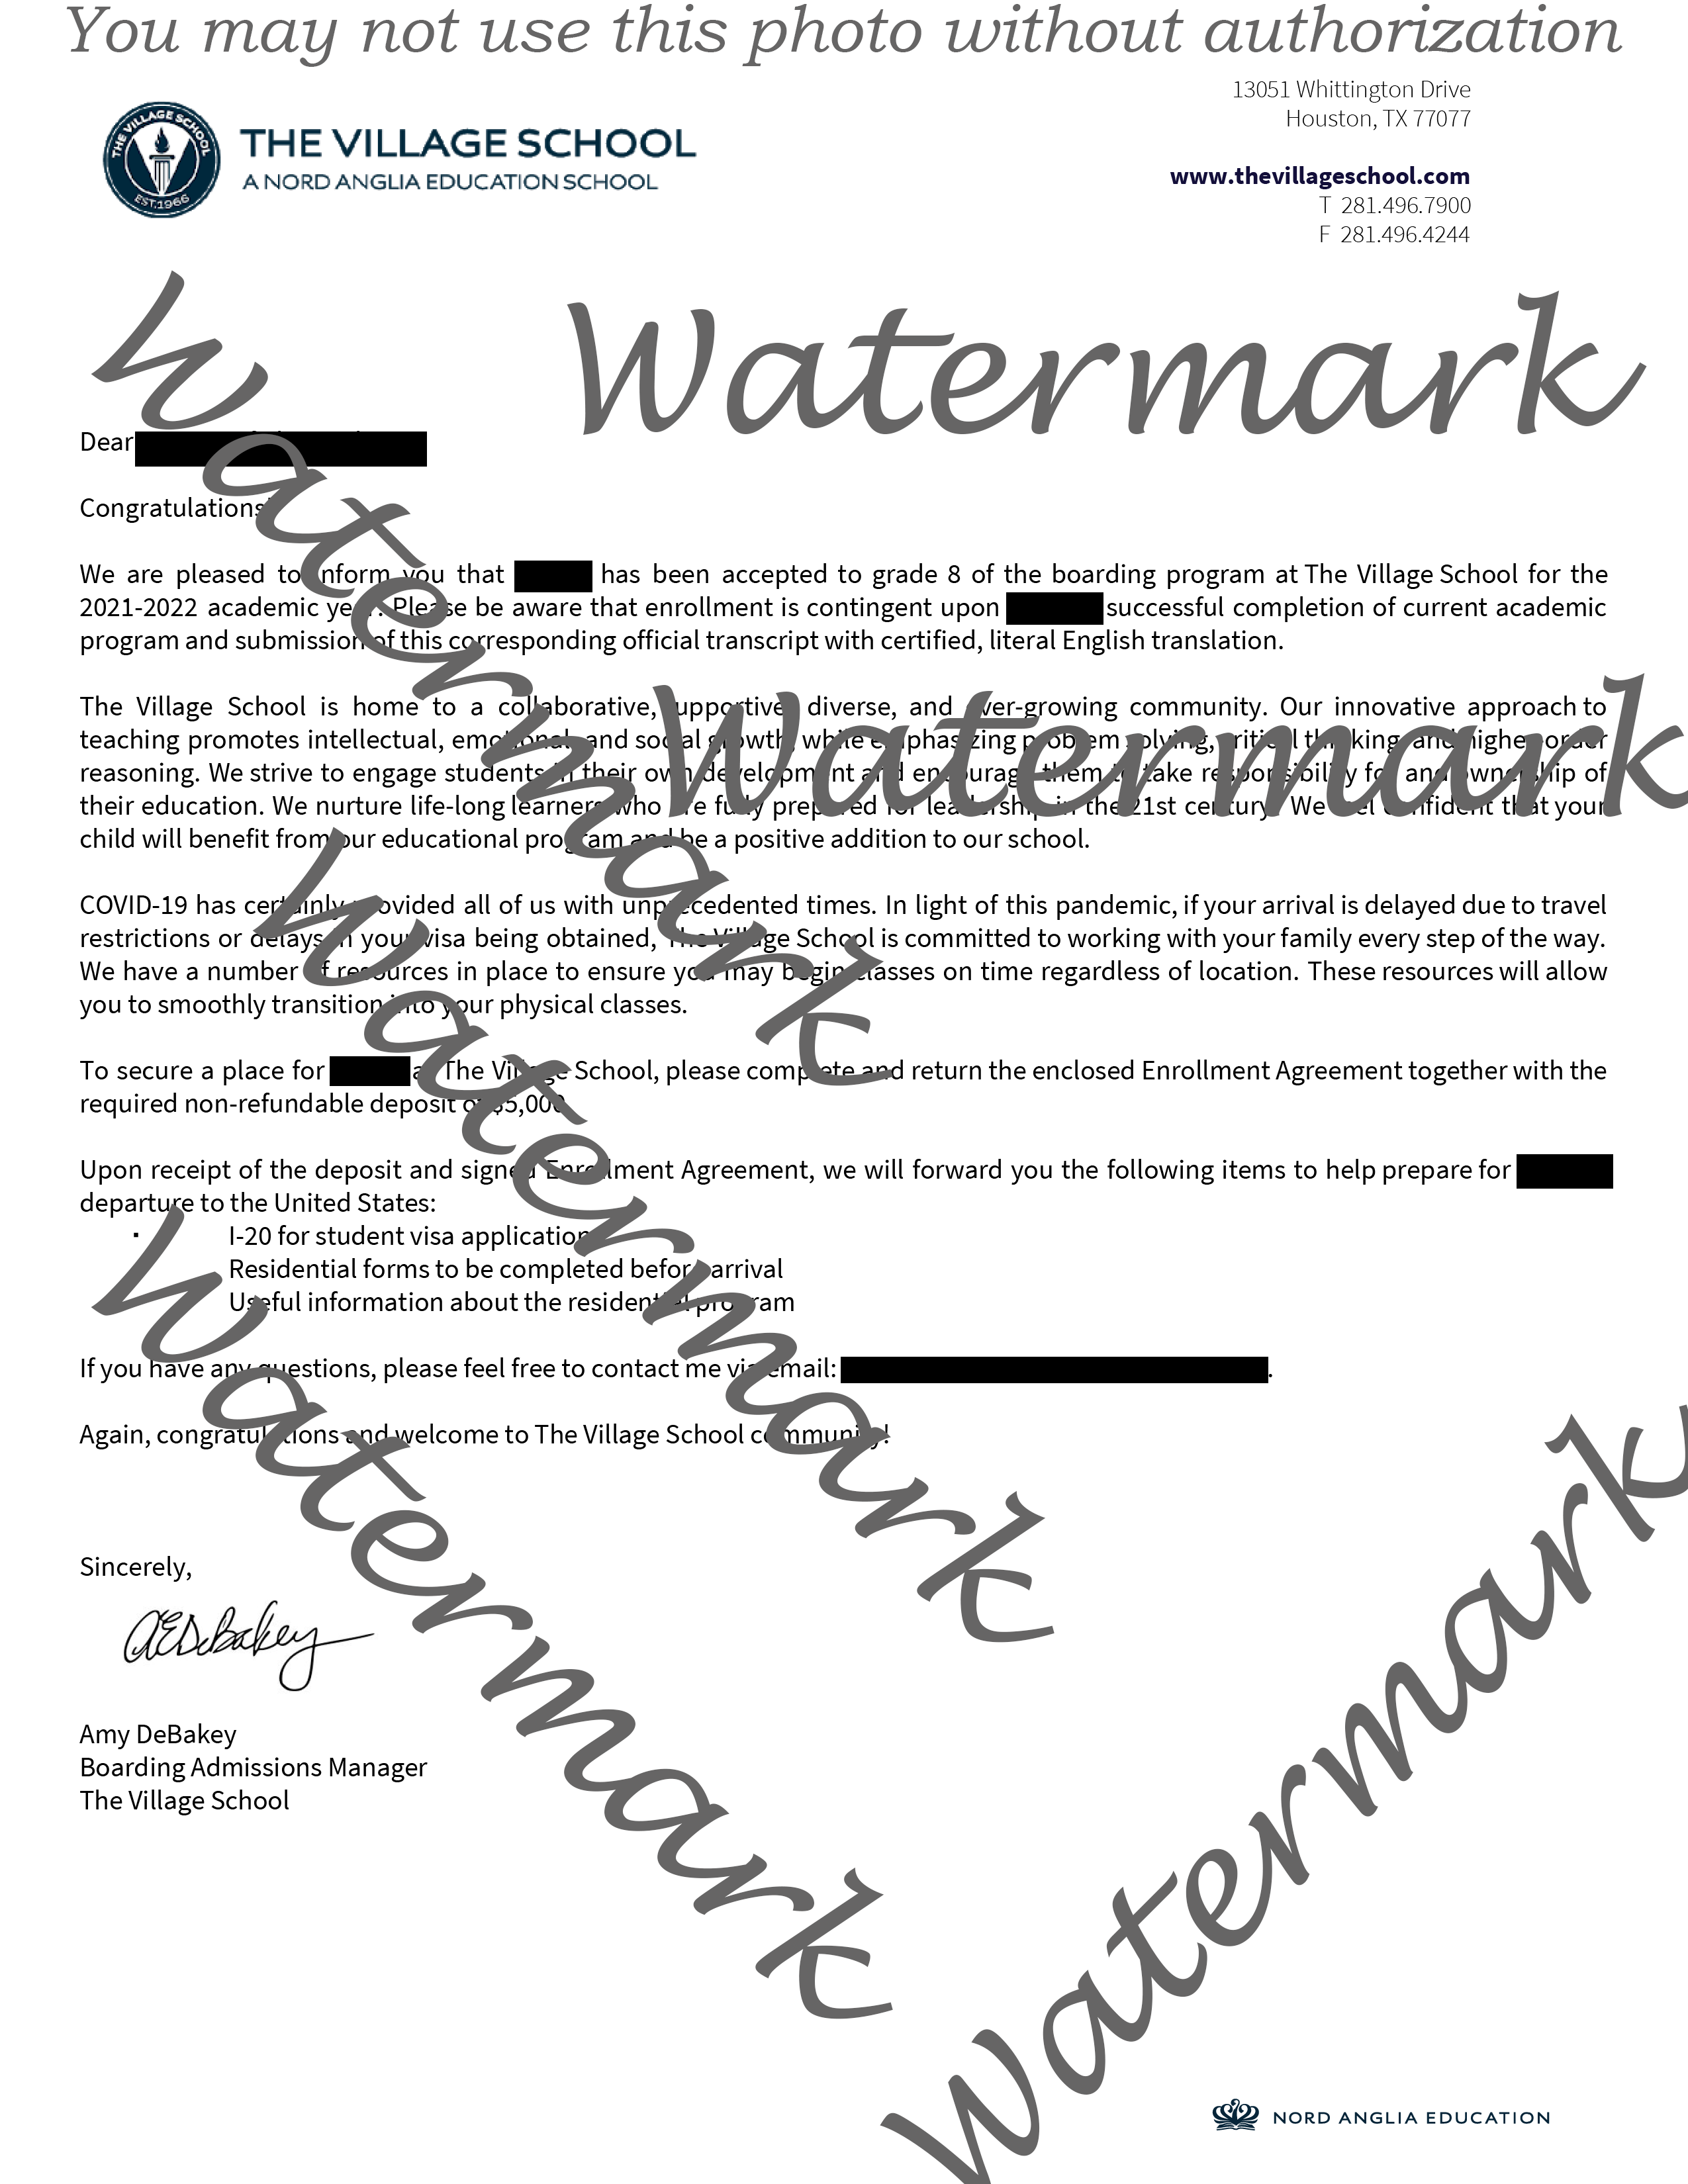 You may not use this photo without authorization
13051 Whittington Drive
Houston, TX 77077
THE VILLAGE SCHOOL
EST.1966
THE VILLAGE SCHOOL
A NORD ANGLIA EDUCATION SCHOOL
www.thevillageschool.com
T 281.496.7900
F 281.496.4244
Watermark
Watermark
Dear
Congratulations
We are pleased to inform you that has been accepted to grade 8 of the boarding program at The Village School for the
2021-2022 academic year. Please be aware that enrollment is contingent upon successful completion of current academic
program and submission of this corresponding official transcript with certified, literal English translation.
Watermark
The Village School is home to a collaborative, supportive, diverse, and ever-growing community. Our innovative approach to
teaching promotes intellectual, emotional, and social growth, while emphasizing problem solving, critical thinking, and higher order
reasoning. We strive to engage students in their own development and encourage them to take responsibility for and ownership of
their education. We nurture life-long learners who are fully prepared for leadership in the 21st century. We feel confident that your
child will benefit from our educational program and be a positive addition to our school.
Watermark
COVID-19 has certainly provided all of us with unprecedented times. In light of this pandemic, if your arrival is delayed due to travel
restrictions or delays in your visa being obtained, The Village School is committed to working with your family every step of the way.
We have a number of resources in place to ensure you may begin classes on time regardless of location. These resources will allow
you to smoothly transition into your physical classes.
To secure a place for at The Village School, please complete and return the enclosed Enrollment Agreement together with the
required non-refundable deposit of $5,000
Upon receipt of the deposit and signed Enrollment Agreement, we will forward you the following items to help prepare for
departure to the United States:
▪ I-20 for student visa application
Residential forms to be completed before arrival
Useful information about the residential program
Watermark
If you have any questions, please feel free to contact me via email: .
Again, congratulations and welcome to The Village School community!
Watermark
Sincerely,
AEDeBakey
Amy DeBakey
Boarding Admissions Manager
The Village School
NORD ANGLIA EDUCATION